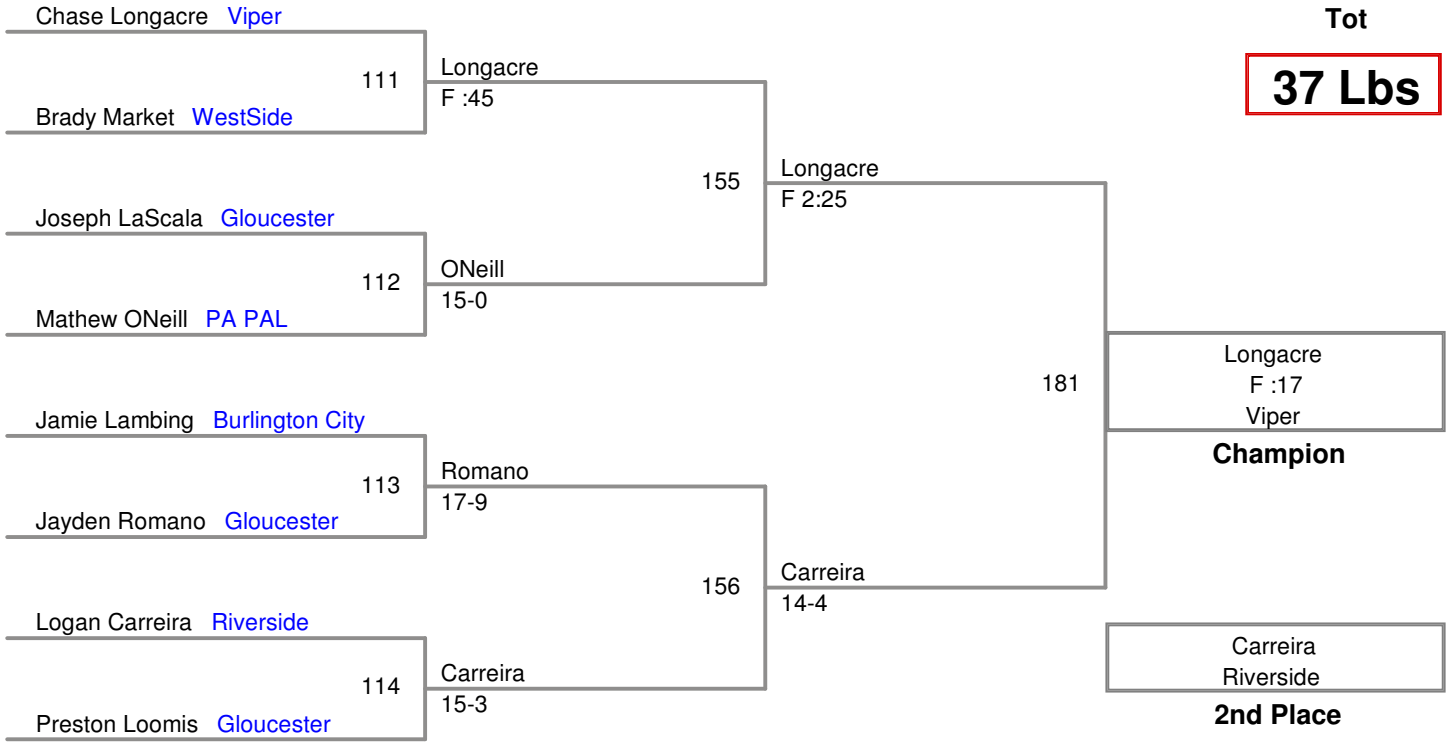 Chase Longacre Viper
Tot
37 Lbs
111
Longacre
F :45
Brady Market WestSide
155
Longacre
F 2:25
Joseph LaScala Gloucester
112
ONeill
15-0
Mathew ONeill PA PAL
181
Longacre
F :17
Viper
Champion
Jamie Lambing Burlington City
113
Romano
17-9
Jayden Romano Gloucester
156
Carreira
14-4
Logan Carreira Riverside
114
Carreira
15-3
Preston Loomis Gloucester
Carreira
Riverside
2nd Place